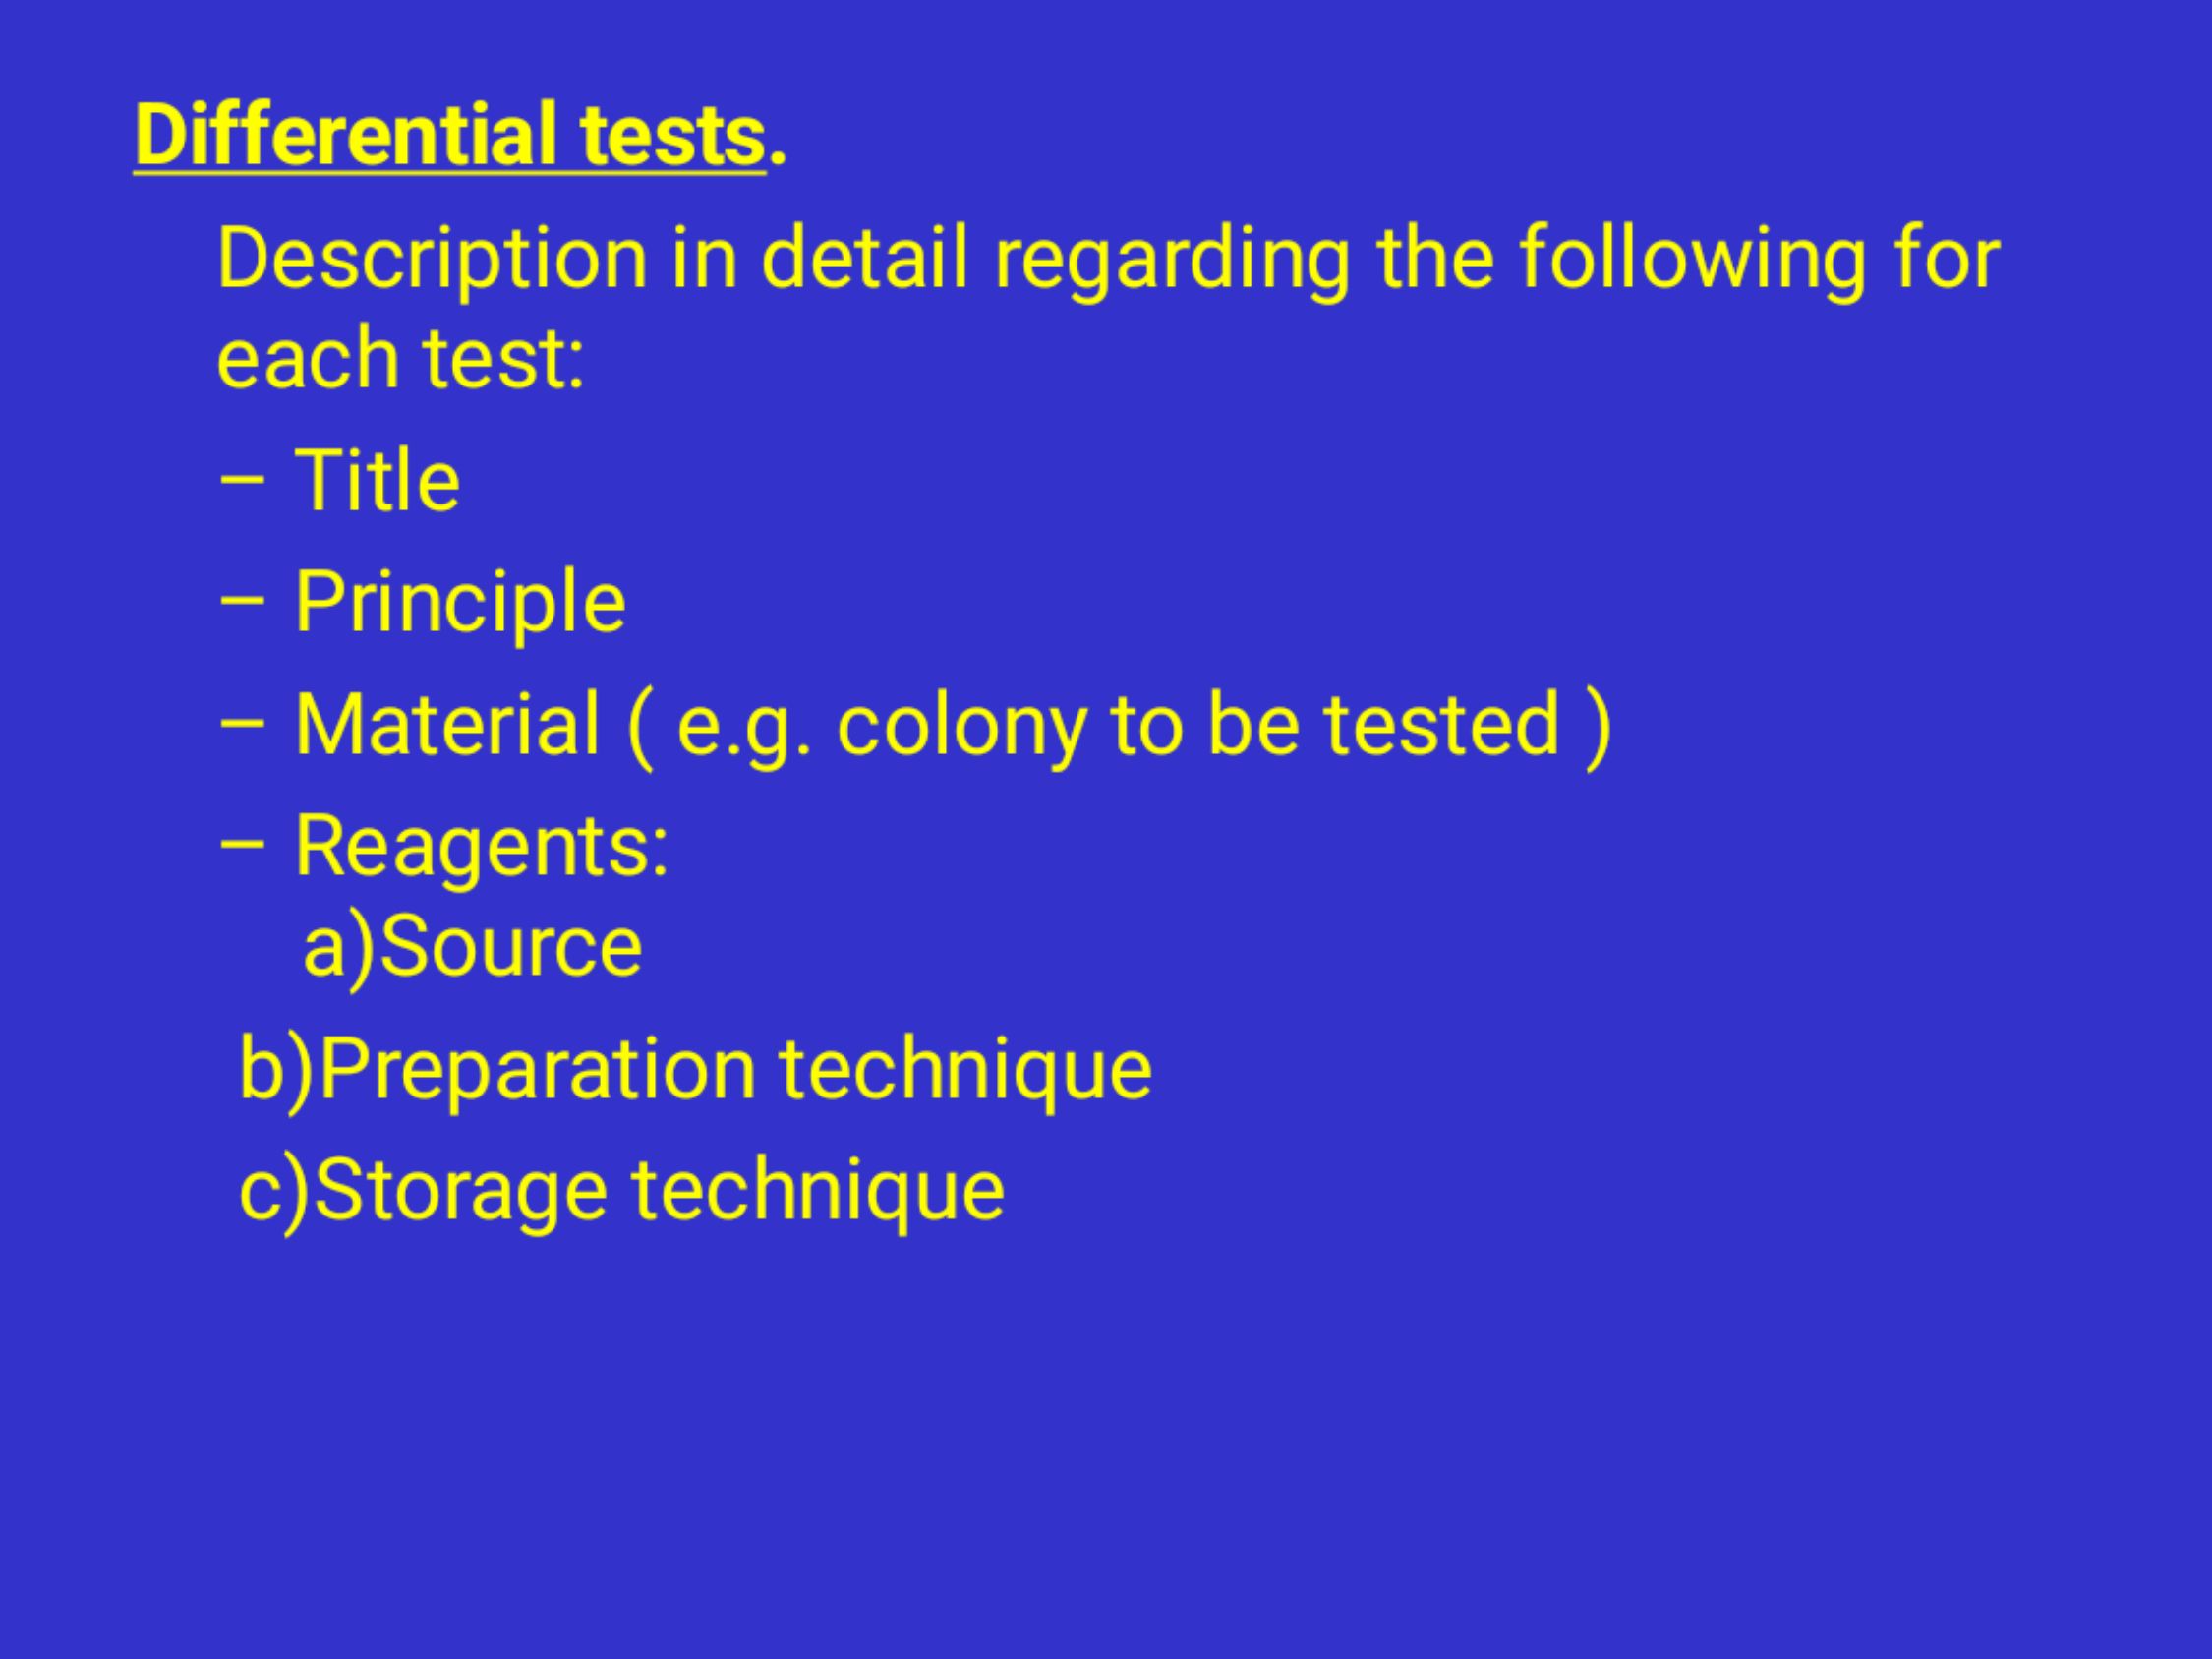 Differential tests.
Description in detail regarding the following for
each test:
– Title
– Principle
– Material ( e.g. colony to be tested )
– Reagents:
a)Source
b)Preparation technique
c)Storage technique